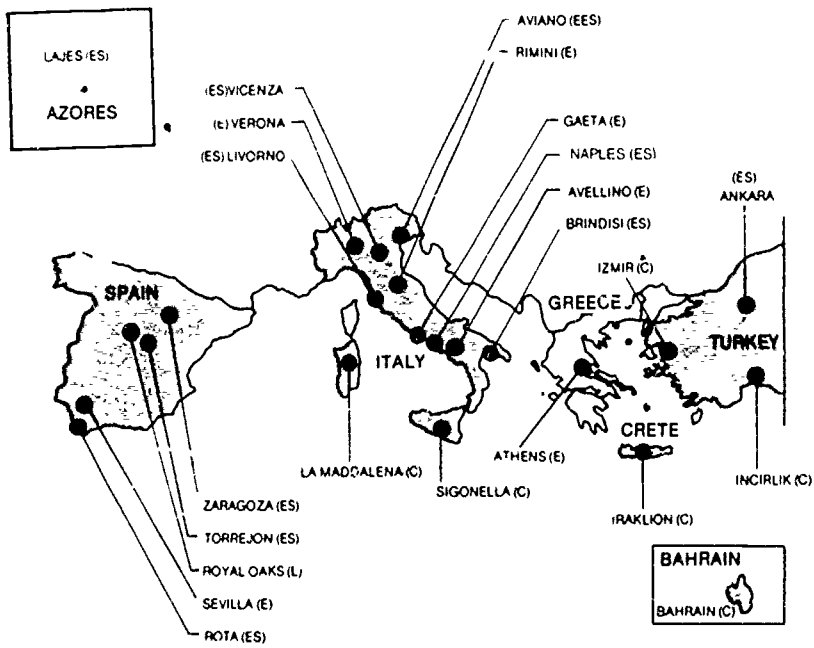 AVIANO (EES)
RIMINI (E)
LAJES (ES)
AZORES
(ES) VICENZA
(E) VERONA
(ES) LIVORNO
GAETA (E)
NAPLES (ES)
AVELLINO (E)
BRINDISI (ES)
(ES)
ANKARA
IZMIR (C)
SPAIN
GREECE
TURKEY
ITALY
CRETE
LA MADDALENA (C)
SIGONELLA (C)
ATHENS (E)
INCIRLIK (C)
IRAKLION (C)
ZARAGOZA (ES)
TORREJON (ES)
ROYAL OAKS (L)
SEVILLA (E)
ROTA (ES)
BAHRAIN
BAHRAIN (C)